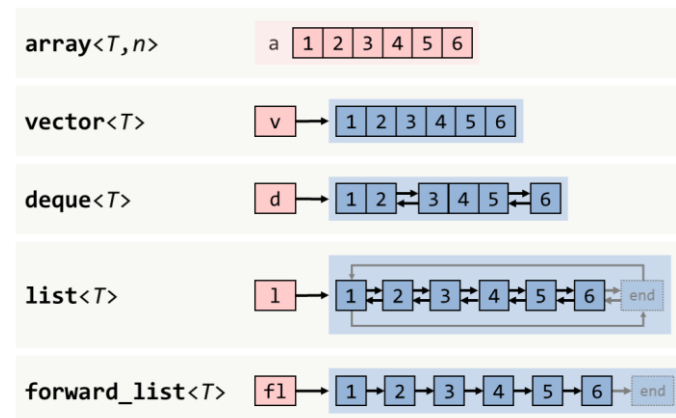 array<T,n> a 1 2 3 4 5 6
vector<T> v 1 2 3 4 5 6
deque<T> d 1 2 3 4 5 6
list<T> l 1 2 3 4 5 6 end
forward_list<T> fl 1 2 3 4 5 6 end